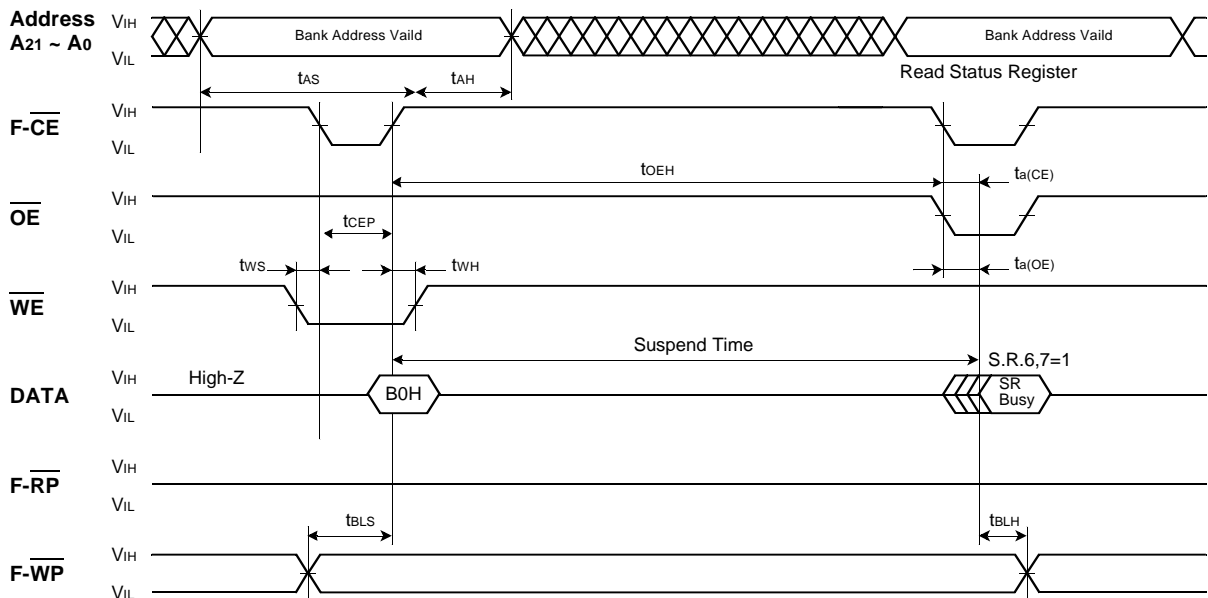 Address
A21 ~ A0
VIH
VIL
Bank Address Vaild
Bank Address Vaild
Read Status Register
tAS
tAH
F-CE
VIH
VIL
tOEH
ta(CE)
OE
VIH
VIL
tCEP
tWS
tWH
ta(OE)
WE
VIH
VIL
Suspend Time
S.R.6,7=1
DATA
VIH
VIL
High-Z
B0H
SR
Busy
F-RP
VIH
VIL
tBLS
tBLH
F-WP
VIH
VIL